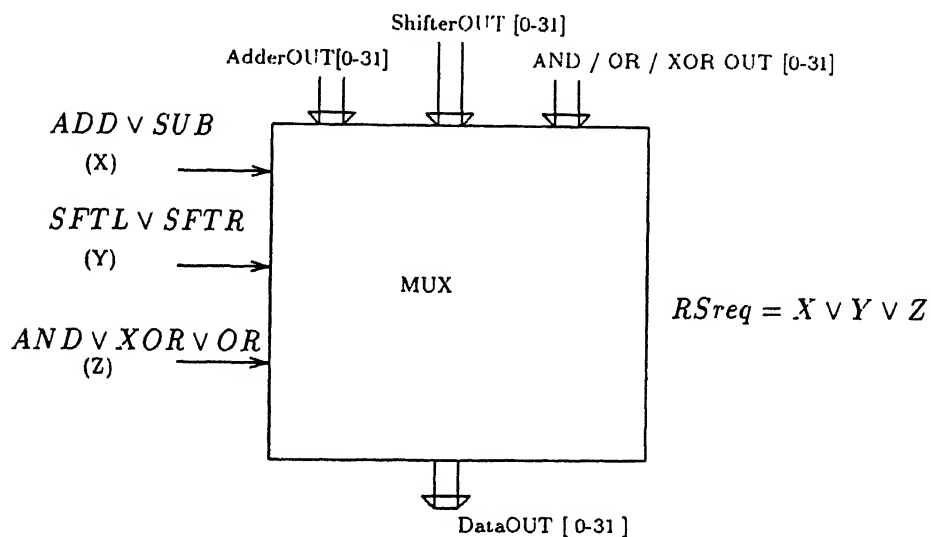 ShifterOUT [0-31]
AdderOUT[0-31]
AND / OR / XOR OUT [0-31]
ADD ∨ SUB
(X)
SFTL ∨ SFTR
(Y)
MUX
RSreq = X ∨ Y ∨ Z
AND ∨ XOR ∨ OR
(Z)
DataOUT [ 0-31 ]